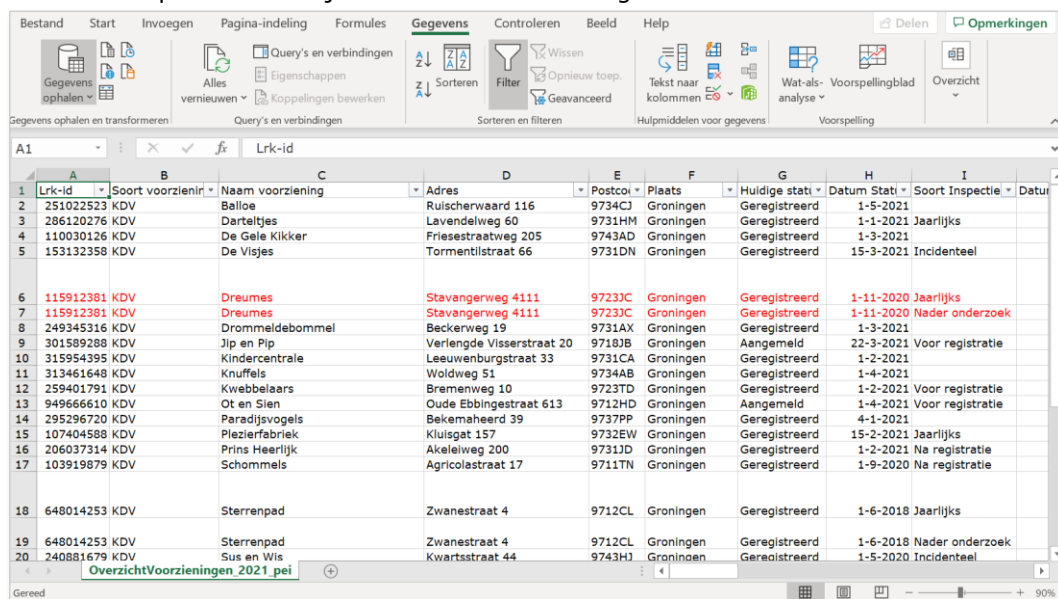 Bestand Start Invoegen Pagina-indeling Formules Gegevens Controleren Beeld Help Delen Opmerkingen
Gegevens ophalen
Alles vernieuwen
Query's en verbindingen
Eigenschappen
Koppelingen bewerken
Sorteren
Filter
Wissen
Opnieuw toep.
Geavanceerd
Tekst naar kolommen
Wat-als-analyse
Voorspellingblad
Overzicht
Gegevens ophalen en transformeren Query's en verbindingen Sorteren en filteren Hulpmiddelen voor gegevens Voorspelling
A1 fx Lrk-id
A B C D E F G H I
1 Lrk-id Soort voorzienir Naam voorziening Adres Postco Plaats Huidige statu Datum Stati Soort Inspectie Datur
2 251022523 KDV Balloe Ruischerwaard 116 9734CJ Groningen Geregistreerd 1-5-2021
3 286120276 KDV Darteltjes Lavendelweg 60 9731HM Groningen Geregistreerd 1-1-2021 Jaarlijks
4 110030126 KDV De Gele Kikker Friesestraatweg 205 9743AD Groningen Geregistreerd 1-3-2021
5 153132358 KDV De Visjes Tormentilstraat 66 9731DN Groningen Geregistreerd 15-3-2021 Incidenteel
6 115912381 KDV Dreumes Stavangerweg 4111 9723JC Groningen Geregistreerd 1-11-2020 Jaarlijks
7 115912381 KDV Dreumes Stavangerweg 4111 9723JC Groningen Geregistreerd 1-11-2020 Nader onderzoek
8 249345316 KDV Drommeldebommel Beckerweg 19 9731AX Groningen Geregistreerd 1-3-2021
9 301589288 KDV Jip en Pip Verlengde Visserstraat 20 9718JB Groningen Aangemeld 22-3-2021 Voor registratie
10 315954395 KDV Kindercentrale Leeuwenburgstraat 33 9731CA Groningen Geregistreerd 1-2-2021
11 313461648 KDV Knuffels Woldweg 51 9734AB Groningen Geregistreerd 1-4-2021
12 259401791 KDV Kwebbelaars Bremenweg 10 9723TD Groningen Geregistreerd 1-2-2021 Voor registratie
13 949666610 KDV Ot en Sien Oude Ebbingestraat 613 9712HD Groningen Aangemeld 1-4-2021 Voor registratie
14 295296720 KDV Paradijsvogels Bekemaheerd 39 9737PP Groningen Geregistreerd 4-1-2021
15 107404588 KDV Plezierfabriek Kluisgat 157 9732EW Groningen Geregistreerd 15-2-2021 Jaarlijks
16 206037314 KDV Prins Heerlijk Akeleiweg 200 9731JD Groningen Geregistreerd 1-2-2021 Na registratie
17 103919879 KDV Schommels Agricolastraat 17 9711TN Groningen Geregistreerd 1-9-2020 Na registratie
18 648014253 KDV Sterrenpad Zwanestraat 4 9712CL Groningen Geregistreerd 1-6-2018 Jaarlijks
19 648014253 KDV Sterrenpad Zwanestraat 4 9712CL Groningen Geregistreerd 1-6-2018 Nader onderzoek
20 240881679 KDV Sus en Wis Kwartsstraat 44 9743HJ Groningen Geregistreerd 1-5-2020 Incidenteel
OverzichtVoorzieningen_2021_pei
Gereed 90%